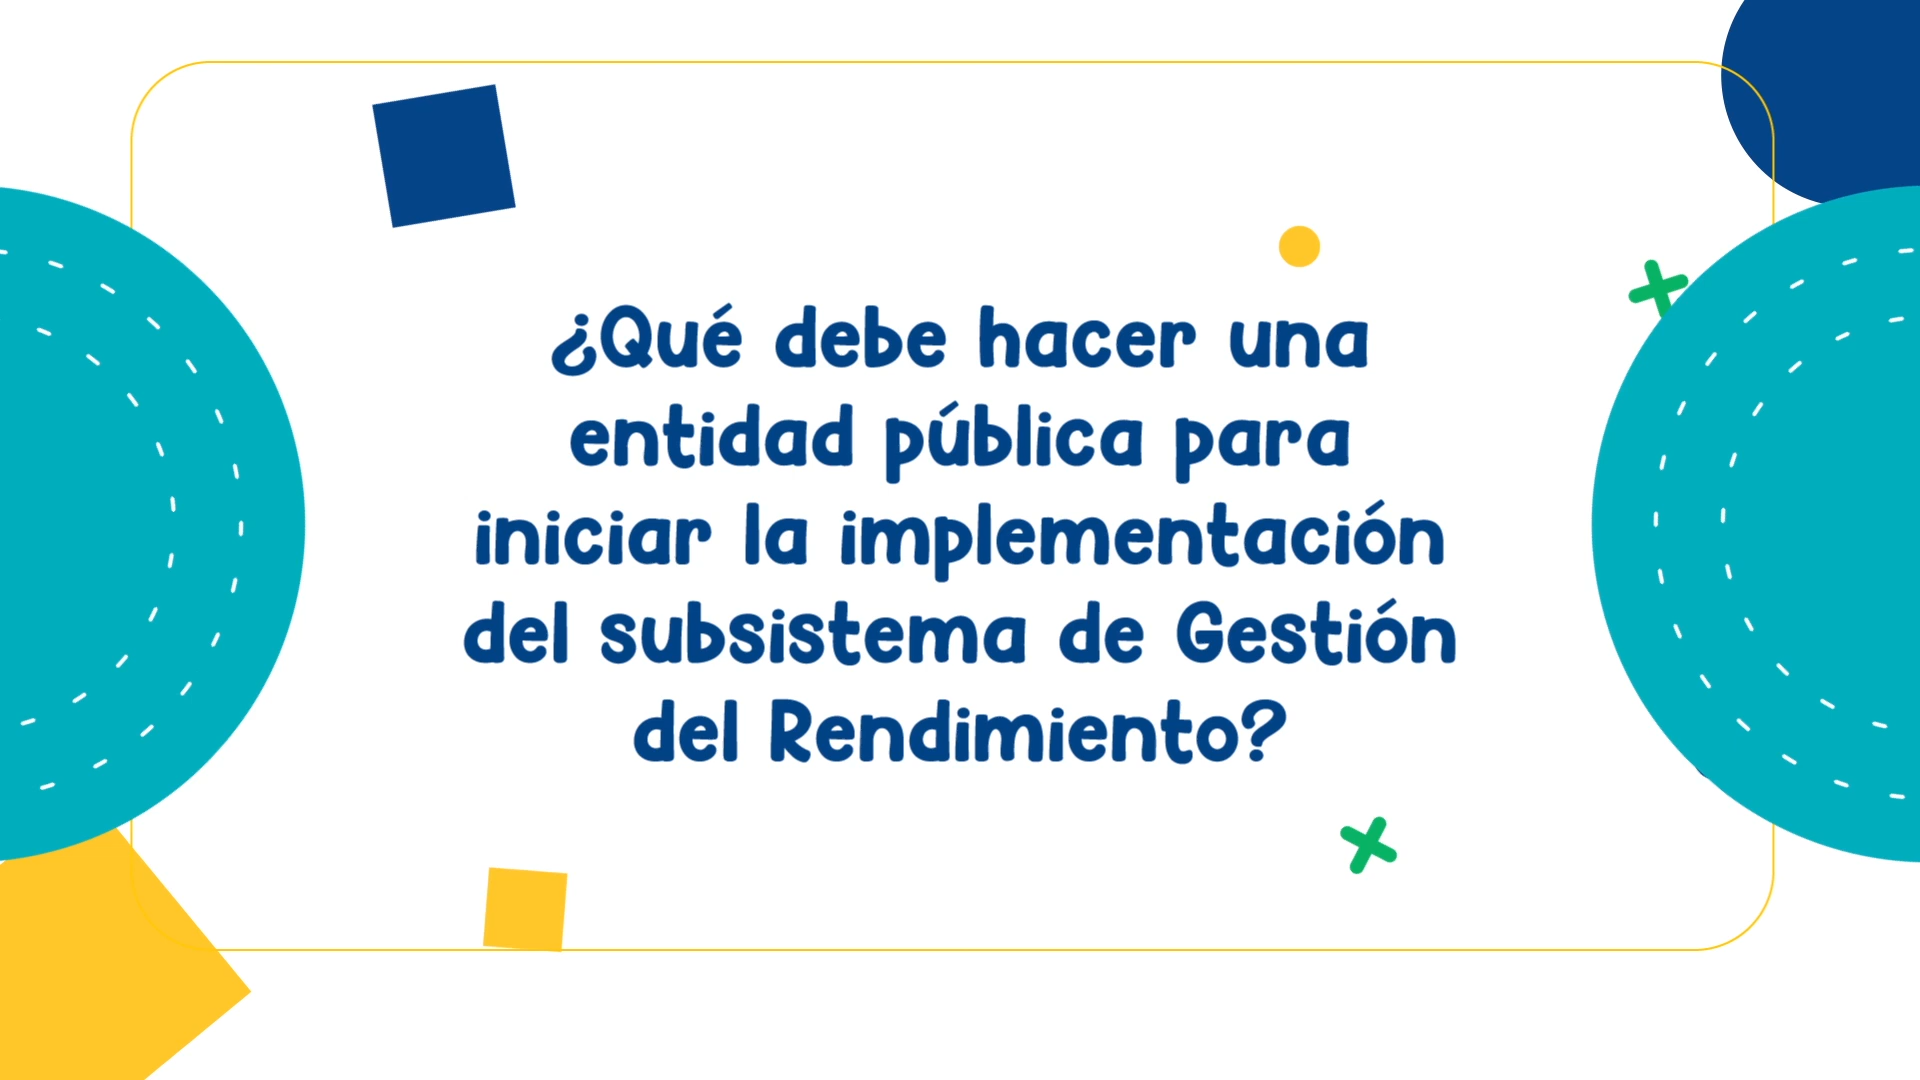 ¿Qué debe hacer una
entidad pública para
iniciar la implementación
del subsistema de Gestión
del Rendimiento?